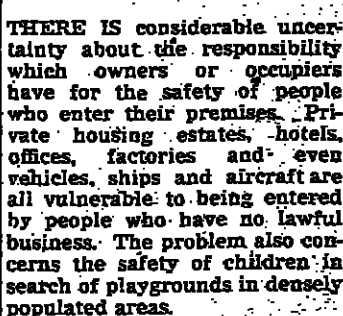 THERE IS considerable uncer-
tainty about the responsibility
which owners or occupiers
have for the safety of people
who enter their premises. Pri-
vate housing estates, hotels,
offices, factories and even
vehicles, ships and aircraft are
all vulnerable to being entered
by people who have no lawful
business. The problem also con-
cerns the safety of children in
search of playgrounds in densely
populated areas.